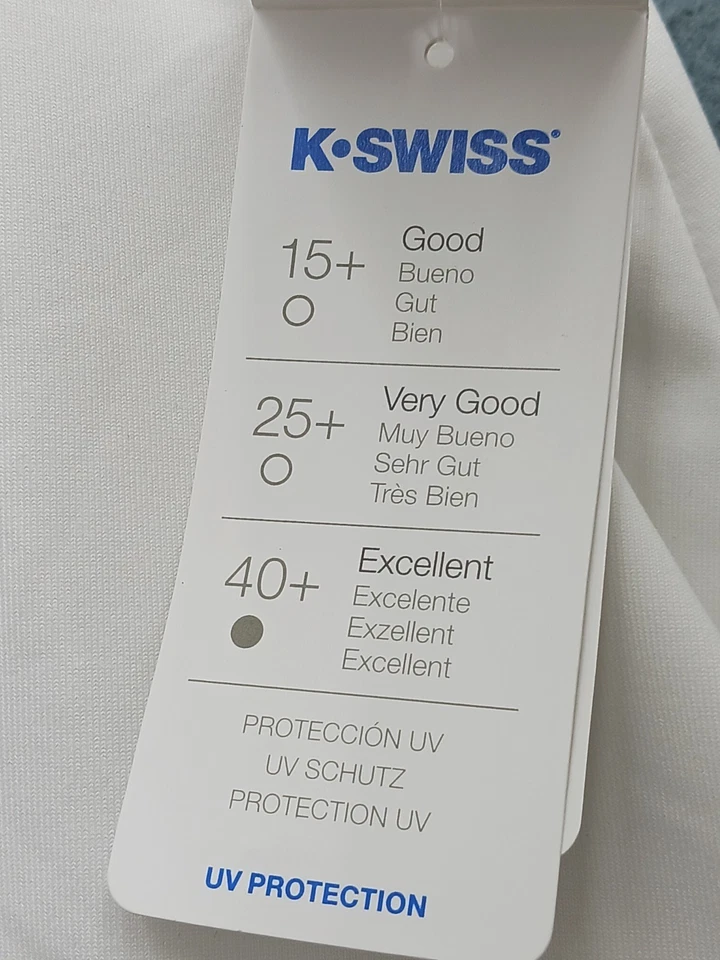 K•SWISS®
15+
Good
Bueno
Gut
Bien
25+
Very Good
Muy Bueno
Sehr Gut
Très Bien
40+
Excellent
Excelente
Exzellent
Excellent
PROTECCIÓN UV
UV SCHUTZ
PROTECTION UV
UV PROTECTION